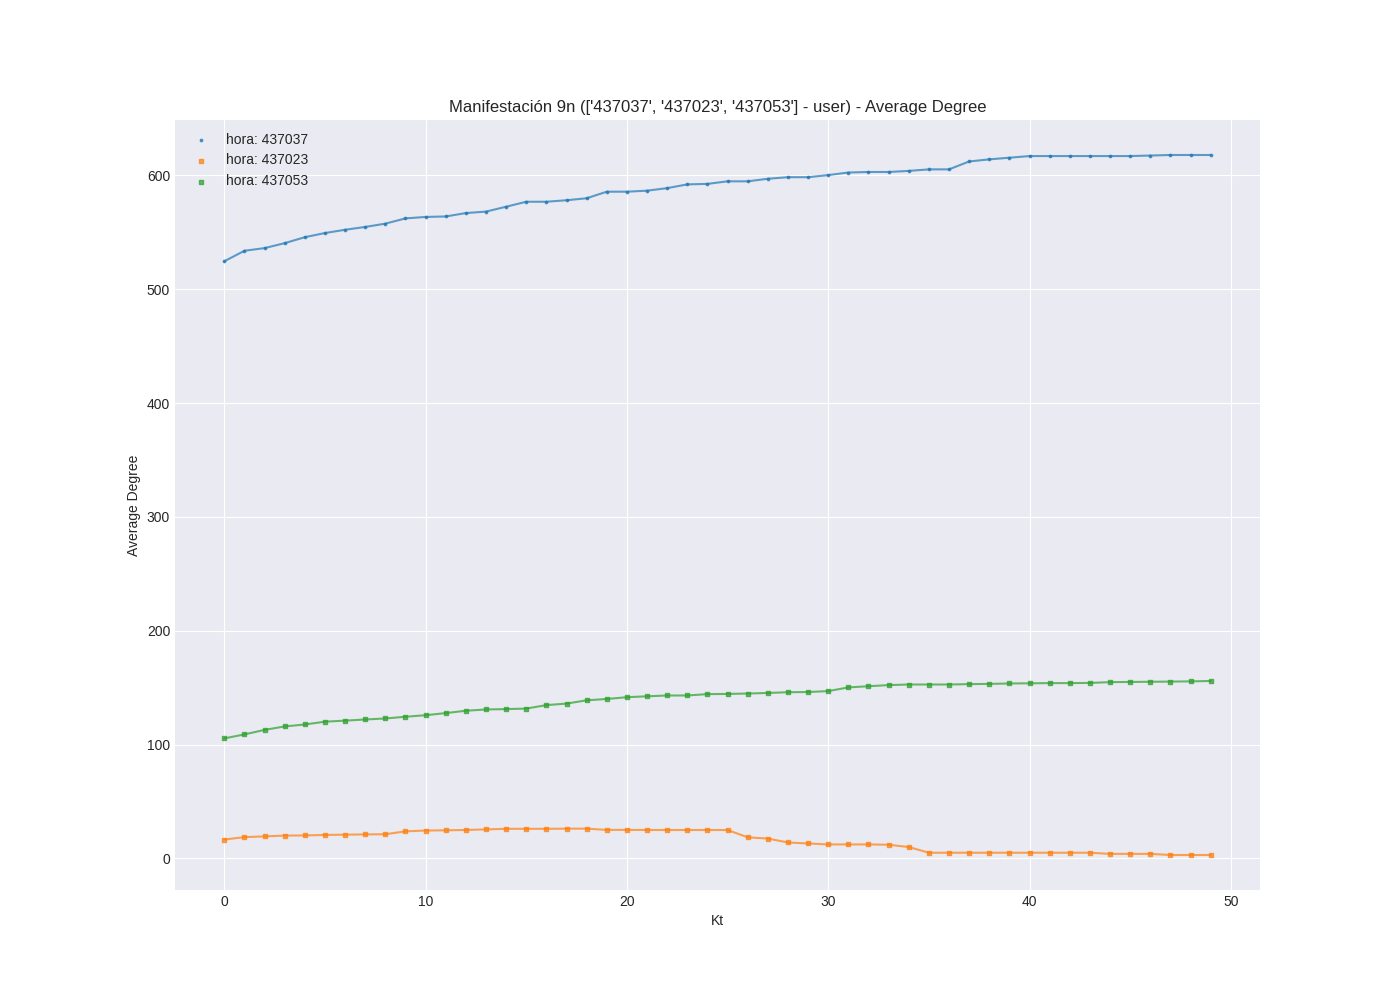 Manifestación 9n (['437037', '437023', '437053'] - user) - Average Degree
hora: 437037
hora: 437023
hora: 437053
600
500
400
300
200
100
0
Average Degree
0 10 20 30 40 50
Kt